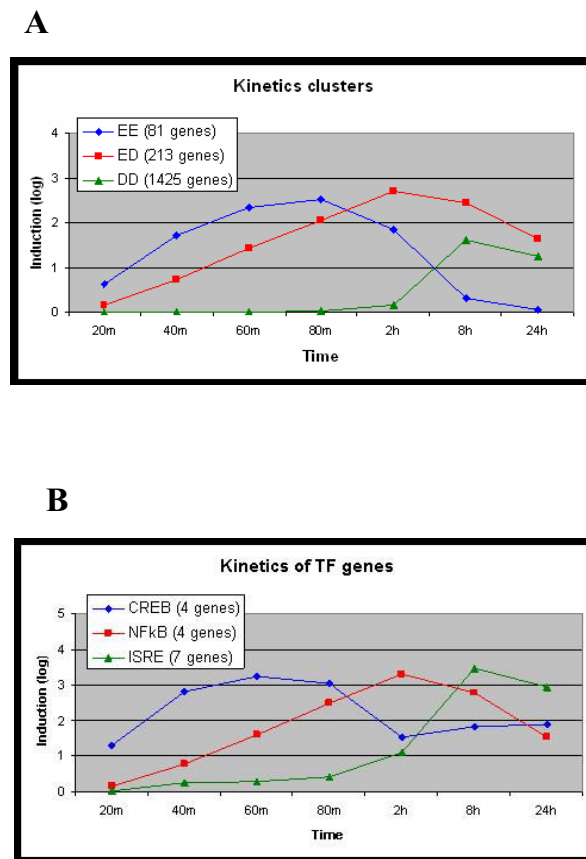 A
Kinetics clusters
EE (81 genes)
ED (213 genes)
DD (1425 genes)
Induction (log)
4
3
2
1
0
20m 40m 60m 80m 2h 8h 24h
Time
B
Kinetics of TF genes
CREB (4 genes)
NFkB (4 genes)
ISRE (7 genes)
Induction (log)
5
4
3
2
1
0
20m 40m 60m 80m 2h 8h 24h
Time